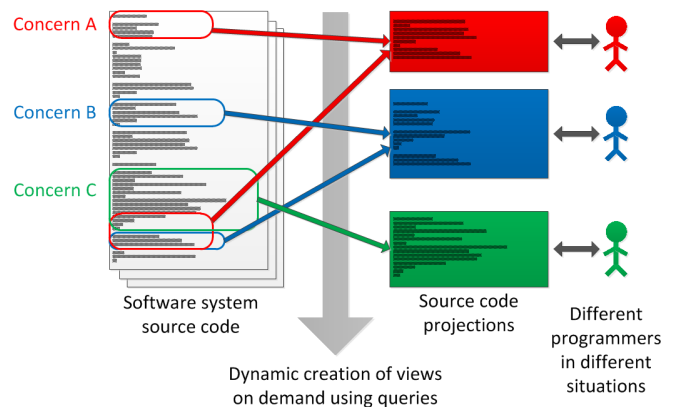 Concern A
Concern B
Concern C
Software system
source code
Source code
projections
Different
programmers
in different
situations
Dynamic creation of views
on demand using queries